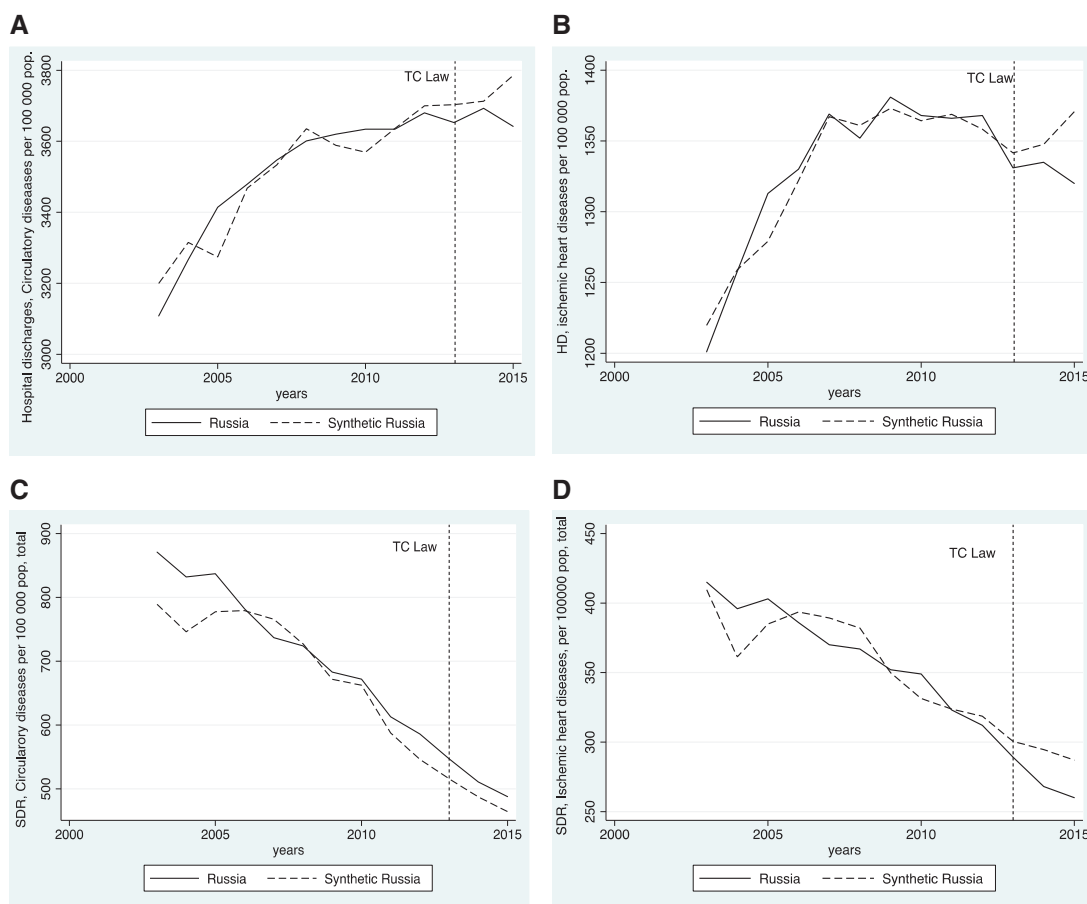 A
Hospital discharges, Circulatory diseaases per 100 000 pop.
3800
3600
3400
3200
3000
TC Law
2000
2005
2010
2015
years
Russia
Synthetic Russia
B
HD, ischemic heart diseases per 100 000 pop.
1400
1350
1300
1250
1200
TC Law
2000
2005
2010
2015
years
Russia
Synthetic Russia
C
SDR, Circularory diseases per 100 000 pop, total
900
800
700
600
500
TC Law
2000
2005
2010
2015
years
Russia
Synthetic Russia
D
SDR, Ischemic heart diseases, per 100000 pop, total
450
400
350
300
250
TC Law
2000
2005
2010
2015
years
Russia
Synthetic Russia